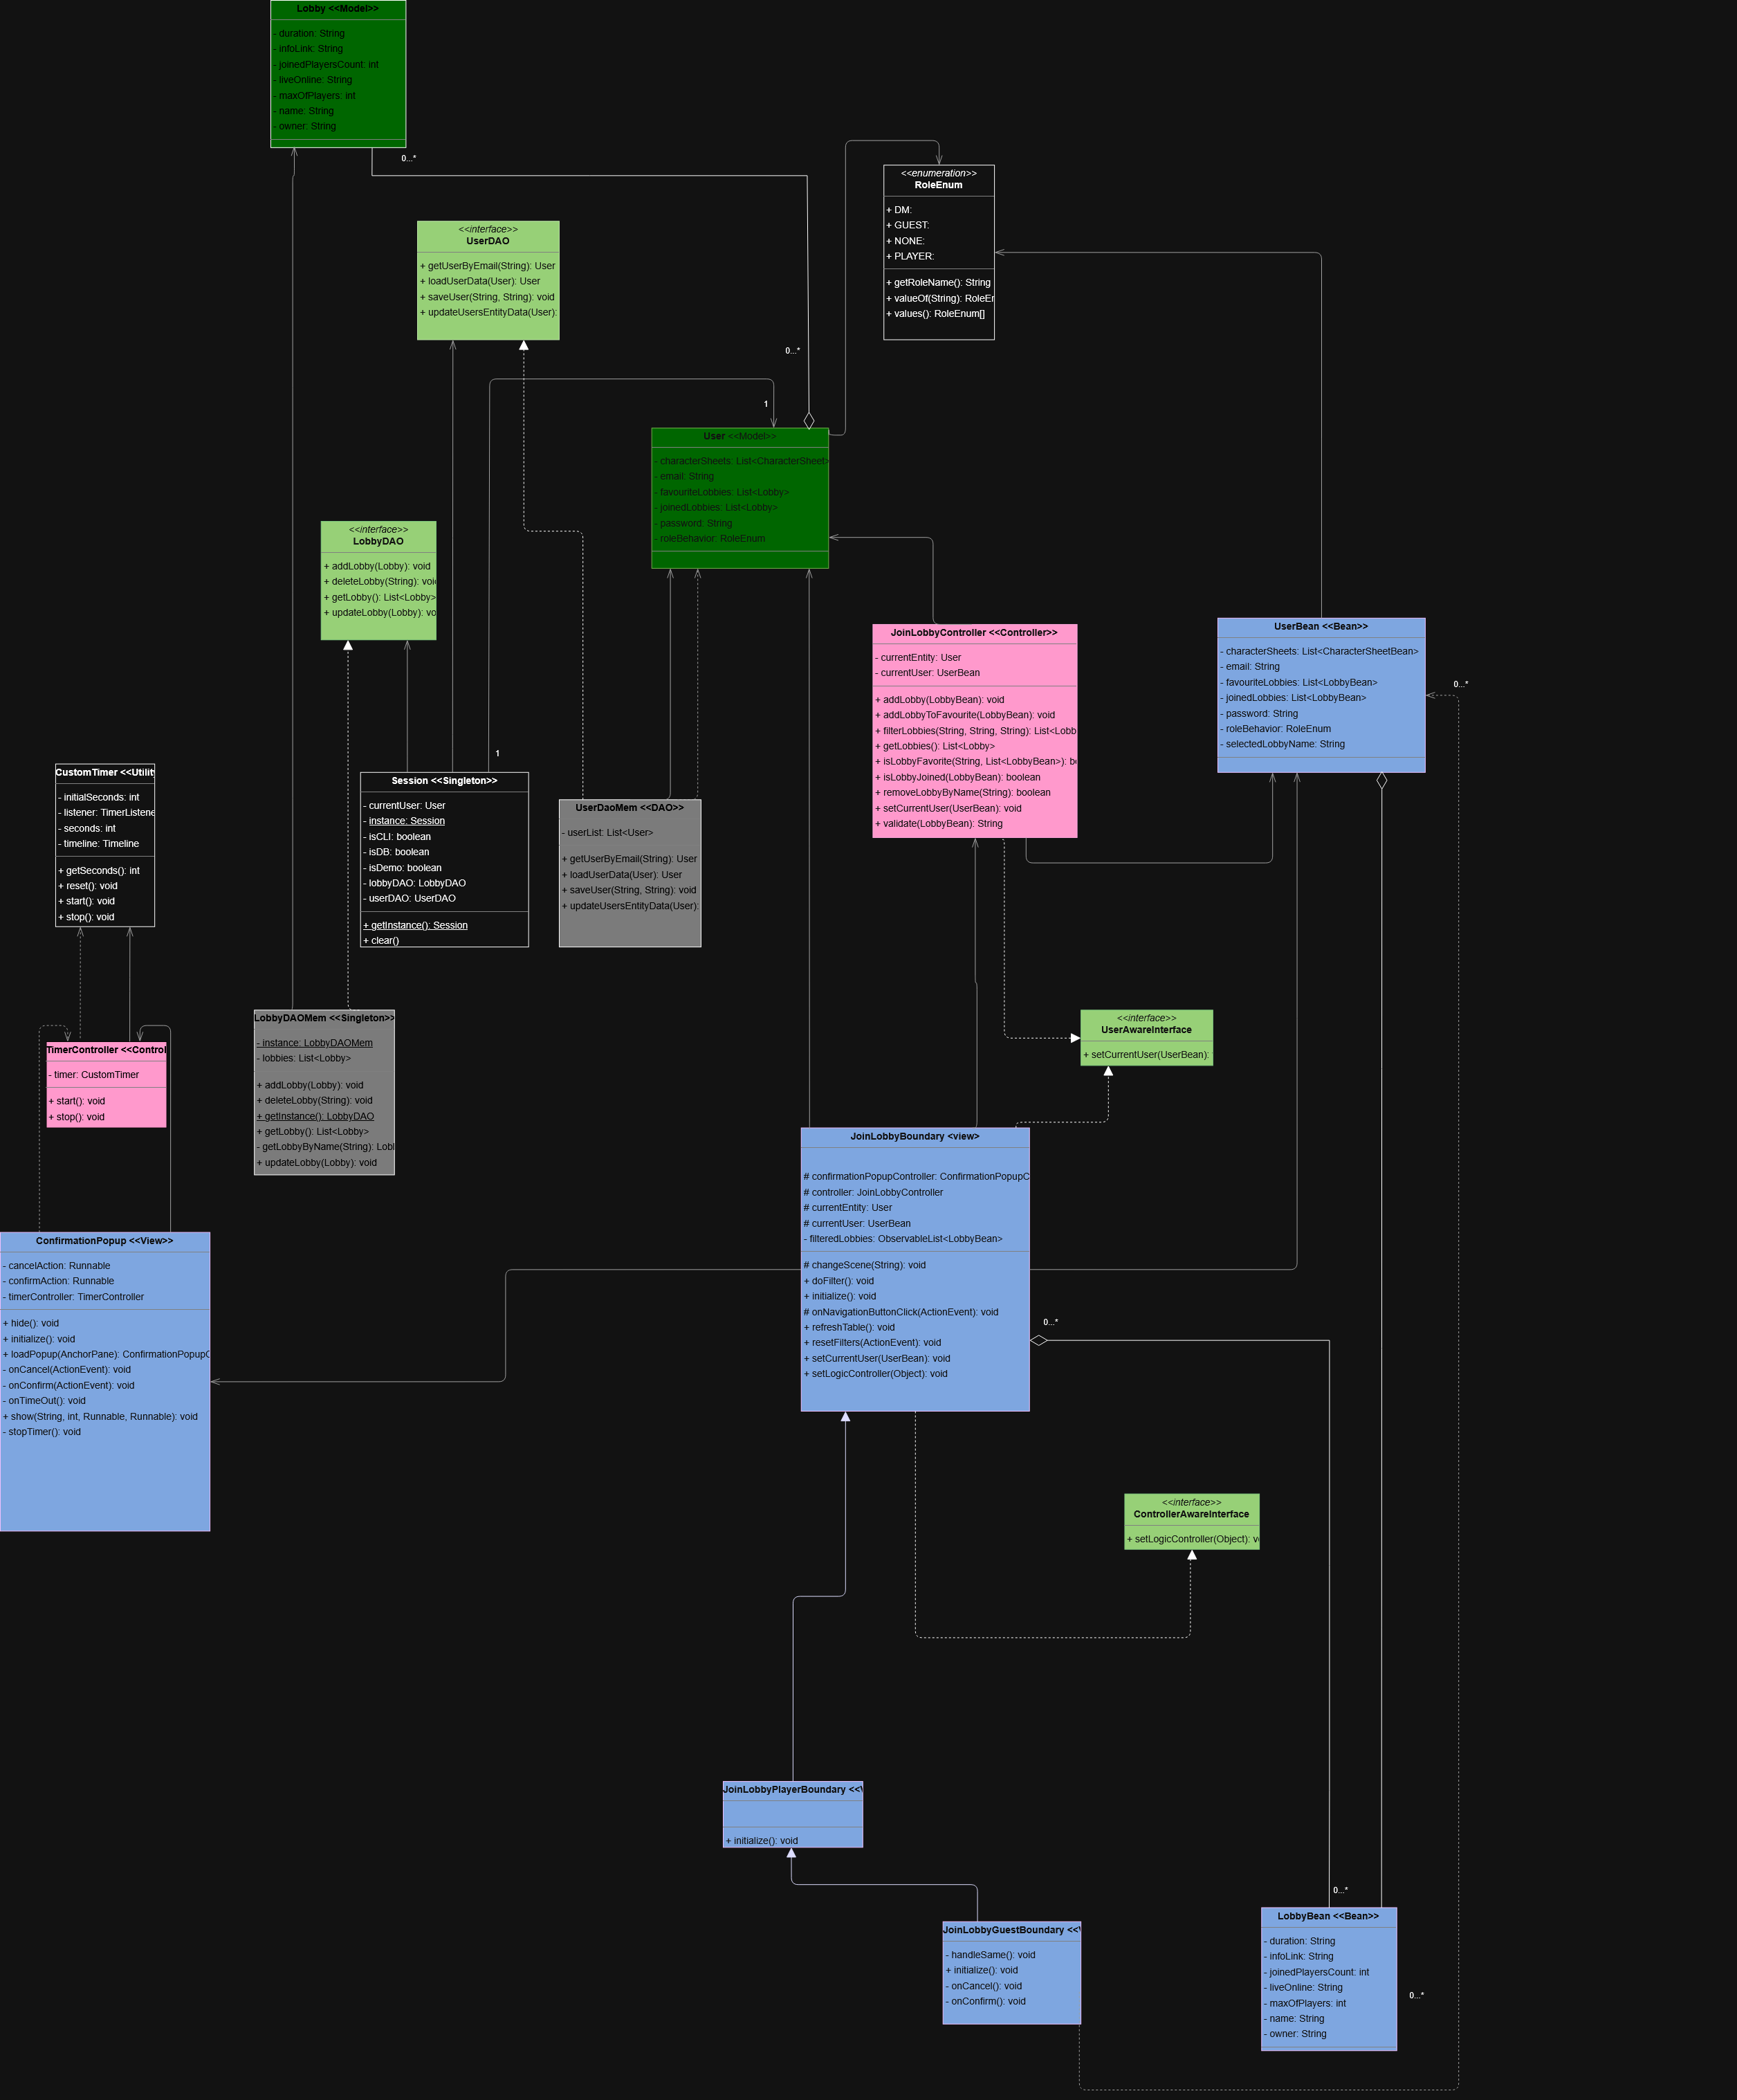 Lobby <<Model>>
- duration: String
- infoLink: String
- joinedPlayersCount: int
- liveOnline: String
- maxOfPlayers: int
- name: String
- owner: String
0...*
<<enumeration>>
RoleEnum
+ DM:
+ GUEST:
+ NONE:
+ PLAYER:
+ getRoleName(): String
+ valueOf(String): RoleEn
+ values(): RoleEnum[]
<<interface>>
UserDAO
+ getUserByEmail(String): User
+ loadUserData(User): User
+ saveUser(String, String): void
+ updateUsersEntityData(User):
0...*
1
User <<Model>>
- characterSheets: List<CharacterSheet>
- email: String
- favouriteLobbies: List<Lobby>
- joinedLobbies: List<Lobby>
- password: String
- roleBehavior: RoleEnum
<<interface>>
LobbyDAO
+ addLobby(Lobby): void
+ deleteLobby(String): void
+ getLobby(): List<Lobby>
+ updateLobby(Lobby): vo
JoinLobbyController <<Controller>>
- currentEntity: User
- currentUser: UserBean
+ addLobby(LobbyBean): void
+ addLobbyToFavourite(LobbyBean): void
+ filterLobbies(String, String, String): List<Lobb
+ getLobbies(): List<Lobby>
+ isLobbyFavorite(String, List<LobbyBean>): bo
+ isLobbyJoined(LobbyBean): boolean
+ removeLobbyByName(String): boolean
+ setCurrentUser(UserBean): void
+ validate(LobbyBean): String
UserBean <<Bean>>
- characterSheets: List<CharacterSheetBean>
- email: String
- favouriteLobbies: List<LobbyBean>
- joinedLobbies: List<LobbyBean>
- password: String
- roleBehavior: RoleEnum
- selectedLobbyName: String
0...*
1
CustomTimer <<Utilit
- initialSeconds: int
- listener: TimerListene
- seconds: int
- timeline: Timeline
+ getSeconds(): int
+ reset(): void
+ start(): void
+ stop(): void
Session <<Singleton>>
- currentUser: User
- instance: Session
- isCLI: boolean
- isDB: boolean
- isDemo: boolean
- lobbyDAO: LobbyDAO
- userDAO: UserDAO
+ getInstance(): Session
+ clear()
UserDaoMem <<DAO>>
- userList: List<User>
+ getUserByEmail(String): User
+ loadUserData(User): User
+ saveUser(String, String): void
+ updateUsersEntityData(User):
LobbyDAOMem <<Singleton>>
- instance: LobbyDAOMem
- lobbies: List<Lobby>
+ addLobby(Lobby): void
+ deleteLobby(String): void
+ getInstance(): LobbyDAO
+ getLobby(): List<Lobby>
- getLobbyByName(String): Lobb
+ updateLobby(Lobby): void
TimerController <<Control
- timer: CustomTimer
+ start(): void
+ stop(): void
<<interface>>
UserAwareInterface
+ setCurrentUser(UserBean):
JoinLobbyBoundary <view>
# confirmationPopupController: ConfirmationPopupC
# controller: JoinLobbyController
# currentEntity: User
# currentUser: UserBean
- filteredLobbies: ObservableList<LobbyBean>
# changeScene(String): void
+ doFilter(): void
+ initialize(): void
# onNavigationButtonClick(ActionEvent): void
+ refreshTable(): void
+ resetFilters(ActionEvent): void
+ setCurrentUser(UserBean): void
+ setLogicController(Object): void
0...*
ConfirmationPopup <<View>>
- cancelAction: Runnable
- confirmAction: Runnable
- timerController: TimerController
+ hide(): void
+ initialize(): void
+ loadPopup(AnchorPane): ConfirmationPopupC
- onCancel(ActionEvent): void
- onConfirm(ActionEvent): void
- onTimeOut(): void
+ show(String, int, Runnable, Runnable): void
- stopTimer(): void
<<interface>>
ControllerAwareInterface
+ setLogicController(Object): vo
JoinLobbyPlayerBoundary <<V
+ initialize(): void
0...*
JoinLobbyGuestBoundary <<V
- handleSame(): void
+ initialize(): void
- onCancel(): void
- onConfirm(): void
LobbyBean <<Bean>>
- duration: String
- infoLink: String
- joinedPlayersCount: int
- liveOnline: String
- maxOfPlayers: int
- name: String
- owner: String
0...*